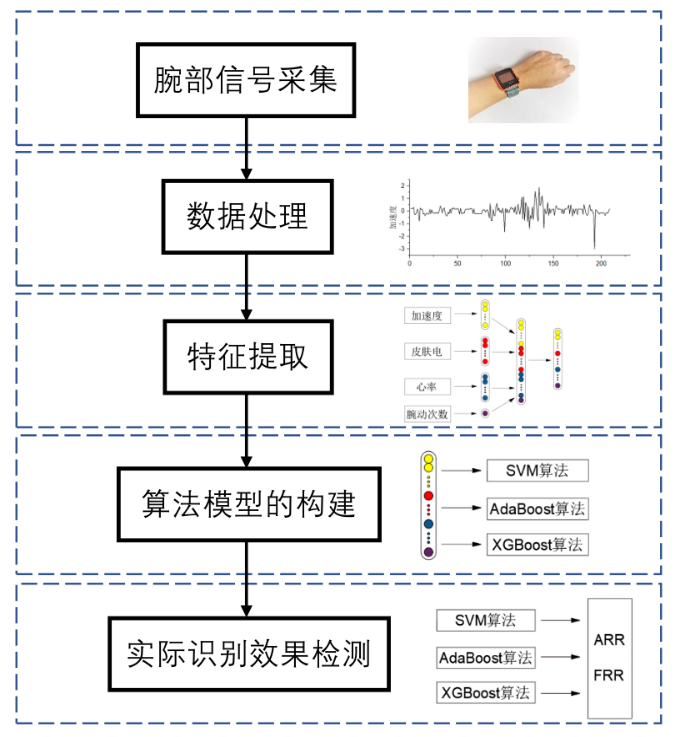 腕部信号采集
数据处理
加速度
2
1
0
-1
-2
-3
0
50
100
150
200
特征提取
加速度
皮肤电
心率
腕动次数
算法模型的构建
SVM算法
AdaBoost算法
XGBoost算法
实际识别效果检测
SVM算法
AdaBoost算法
XGBoost算法
ARR
FRR